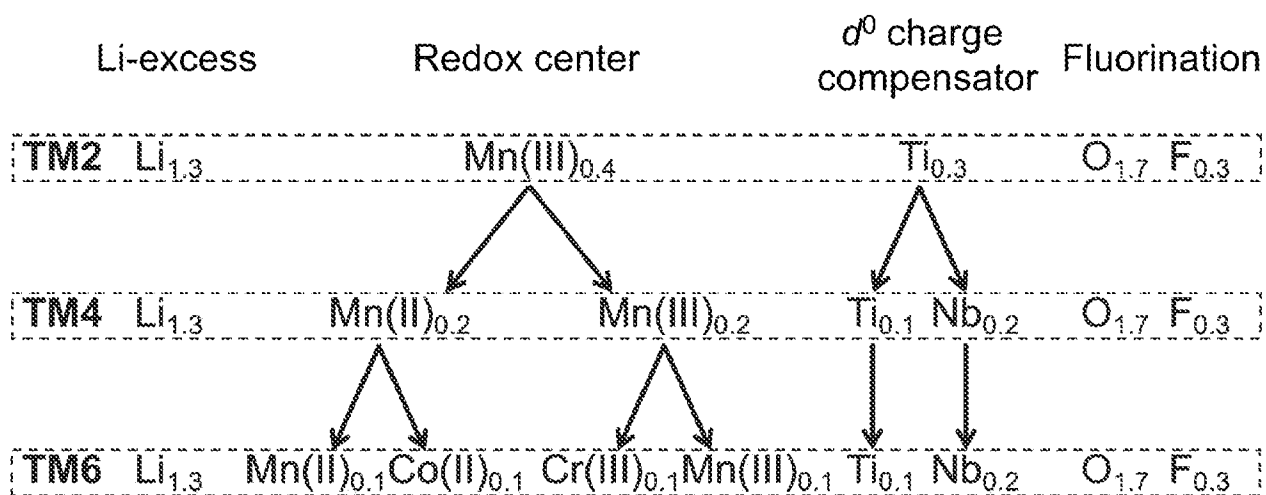 Li-excess Redox center d⁰ charge compensator Fluorination
TM2 Li₁.₃ Mn(III)₀.₄ Ti₀.₃ O₁.₇ F₀.₃
TM4 Li₁.₃ Mn(II)₀.₂ Mn(III)₀.₂ Ti₀.₁ Nb₀.₂ O₁.₇ F₀.₃
TM6 Li₁.₃ Mn(II)₀.₁ Co(II)₀.₁ Cr(III)₀.₁ Mn(III)₀.₁ Ti₀.₁ Nb₀.₂ O₁.₇ F₀.₃